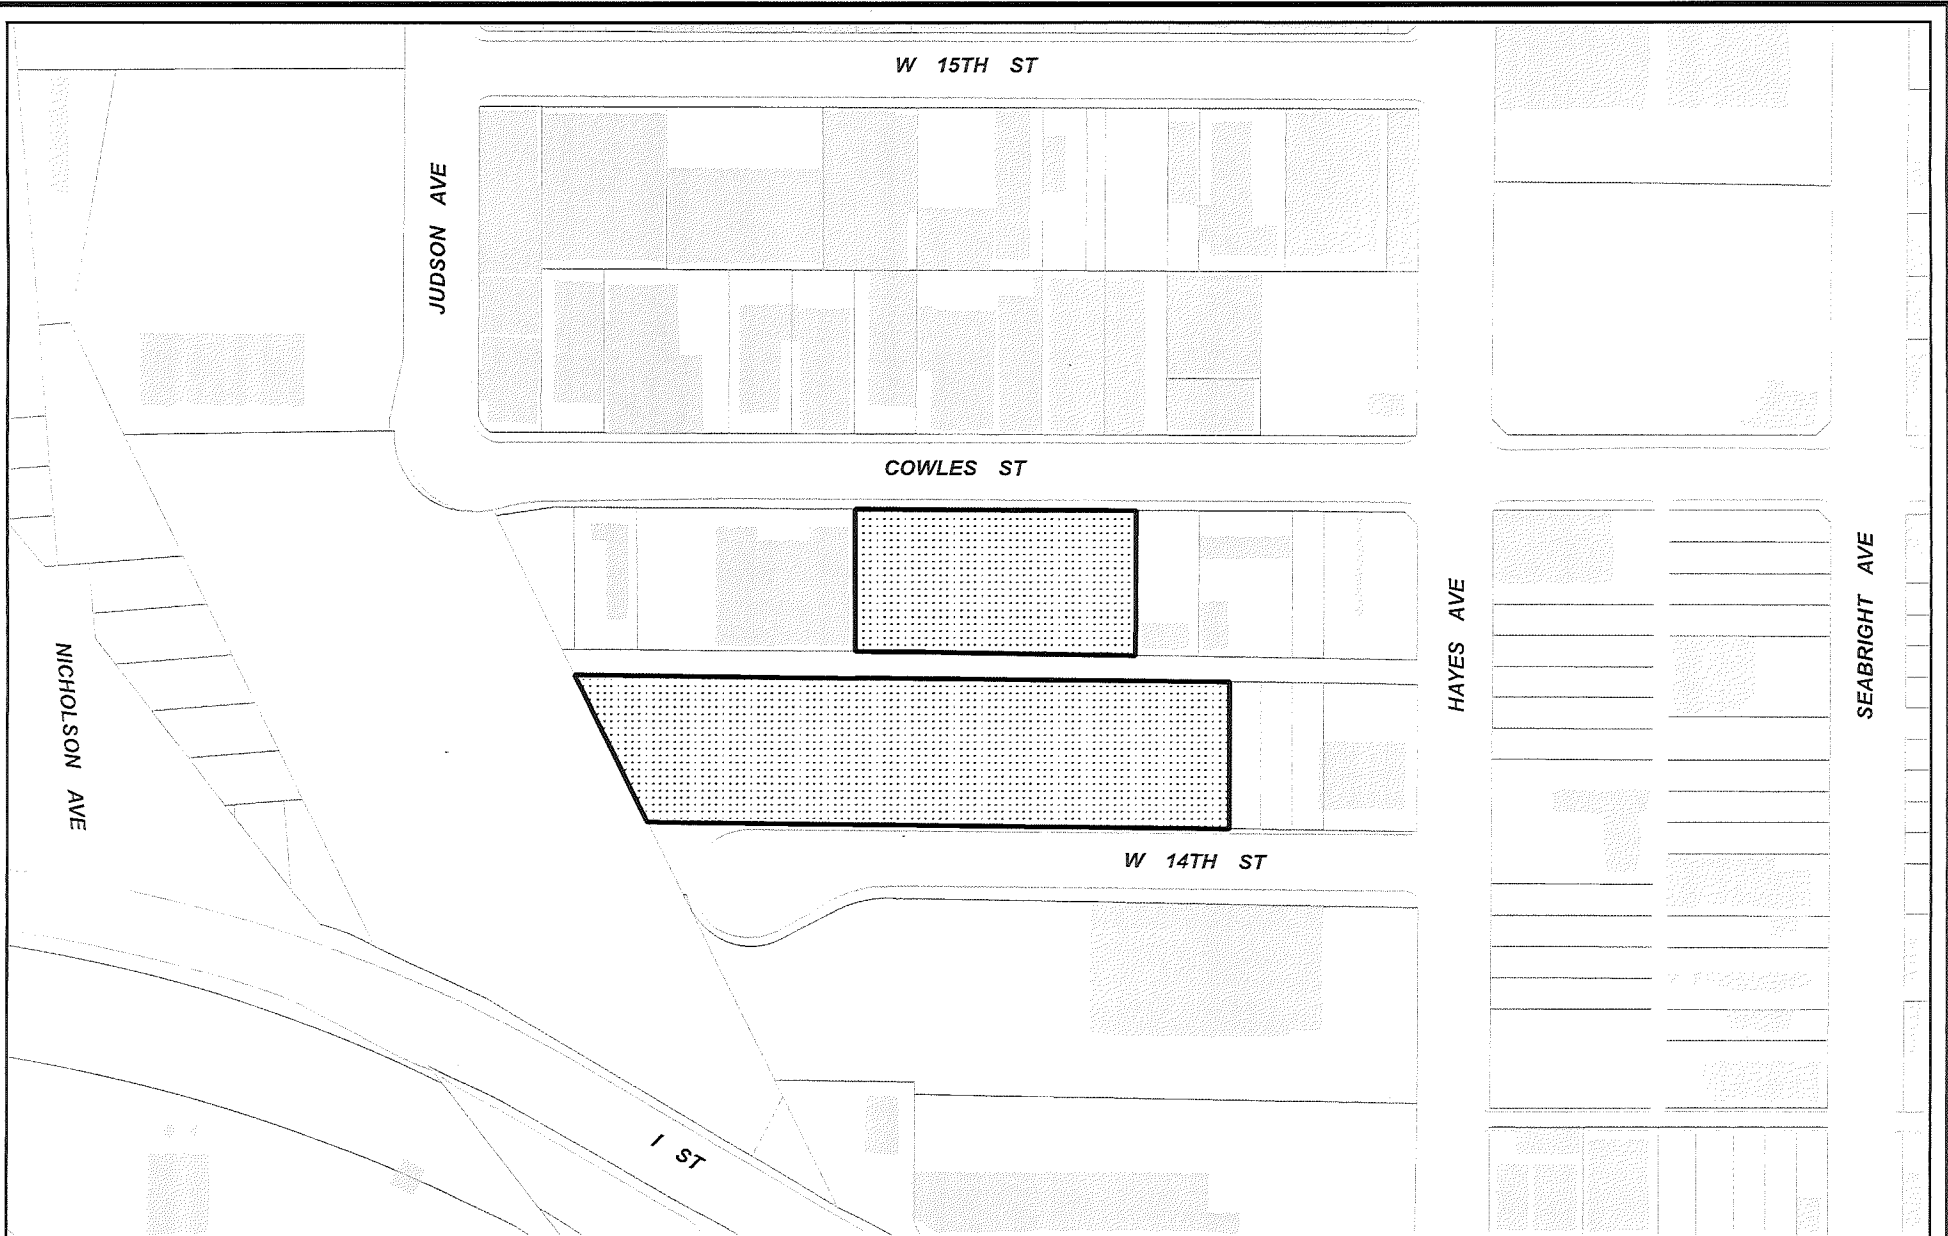 W 15TH ST
JUDSON AVE
COWLES ST
HAYES AVE
SEABRIGHT AVE
NICHOLSON AVE
W 14TH ST
I ST